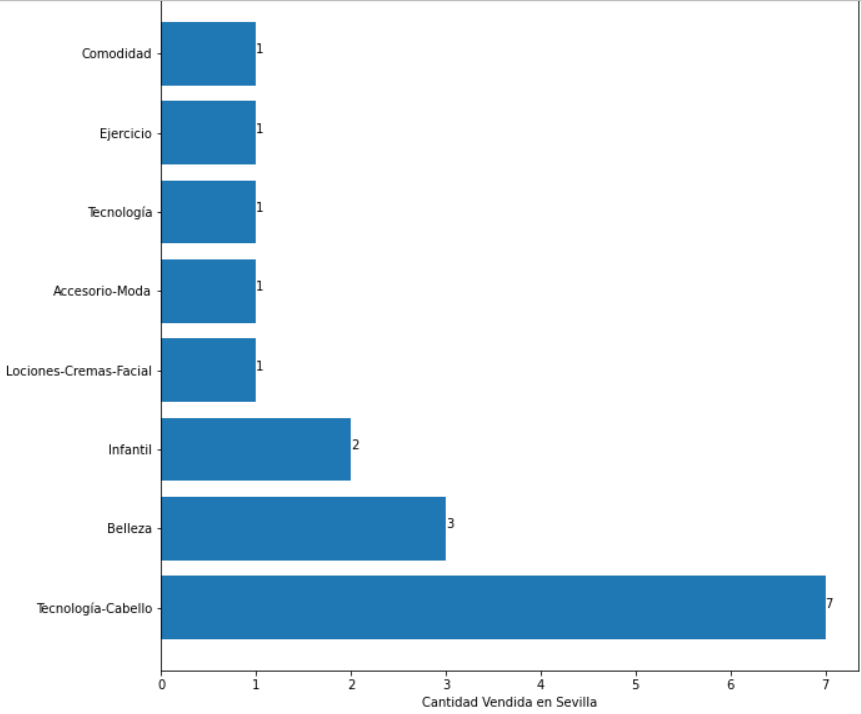 Comodidad 1
Ejercicio 1
Tecnología 1
Accesorio-Moda 1
Lociones-Cremas-Facial 1
Infantil 2
Belleza 3
Tecnología-Cabello 7
0 1 2 3 4 5 6 7
Cantidad Vendida en Sevilla